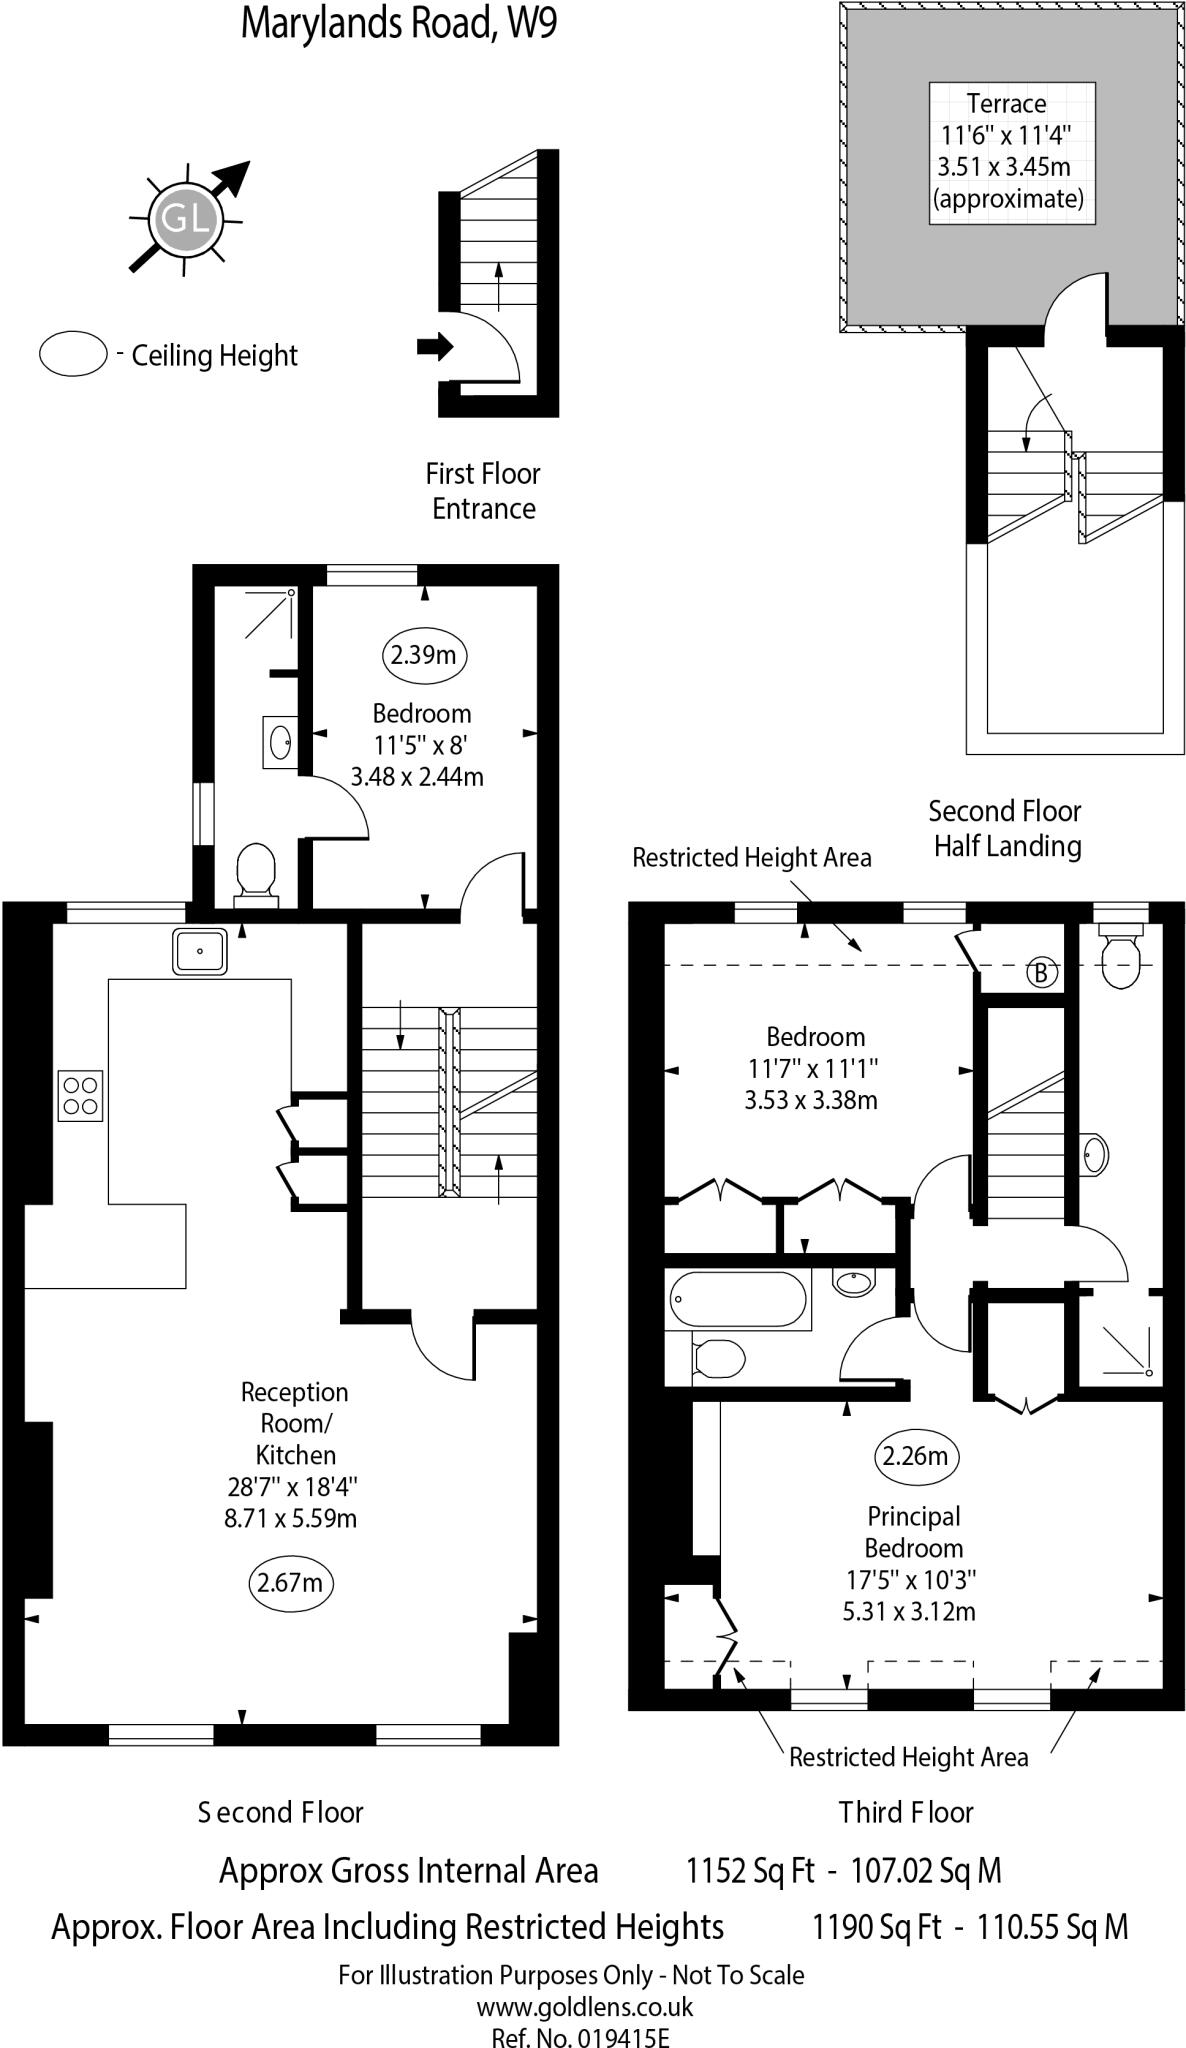 Marylands Road, W9
Terrace
11'6" x 11'4"
3.51 x 3.45m
(approximate)
GL
- Ceiling Height
First Floor
Entrance
2.39m
Bedroom
11'5" x 8'
3.48 x 2.44m
Second Floor
Half Landing
Restricted Height Area
B
Bedroom
11'7" x 11'1"
3.53 x 3.38m
Reception
Room/
Kitchen
28'7" x 18'4"
8.71 x 5.59m
2.67m
2.26m
Principal
Bedroom
17'5" x 10'3"
5.31 x 3.12m
Restricted Height Area
Second Floor
Third Floor
Approx Gross Internal Area 1152 Sq Ft - 107.02 Sq M
Approx. Floor Area Including Restricted Heights 1190 Sq Ft - 110.55 Sq M
For Illustration Purposes Only - Not To Scale
www.goldlens.co.uk
Ref. No. 019415E